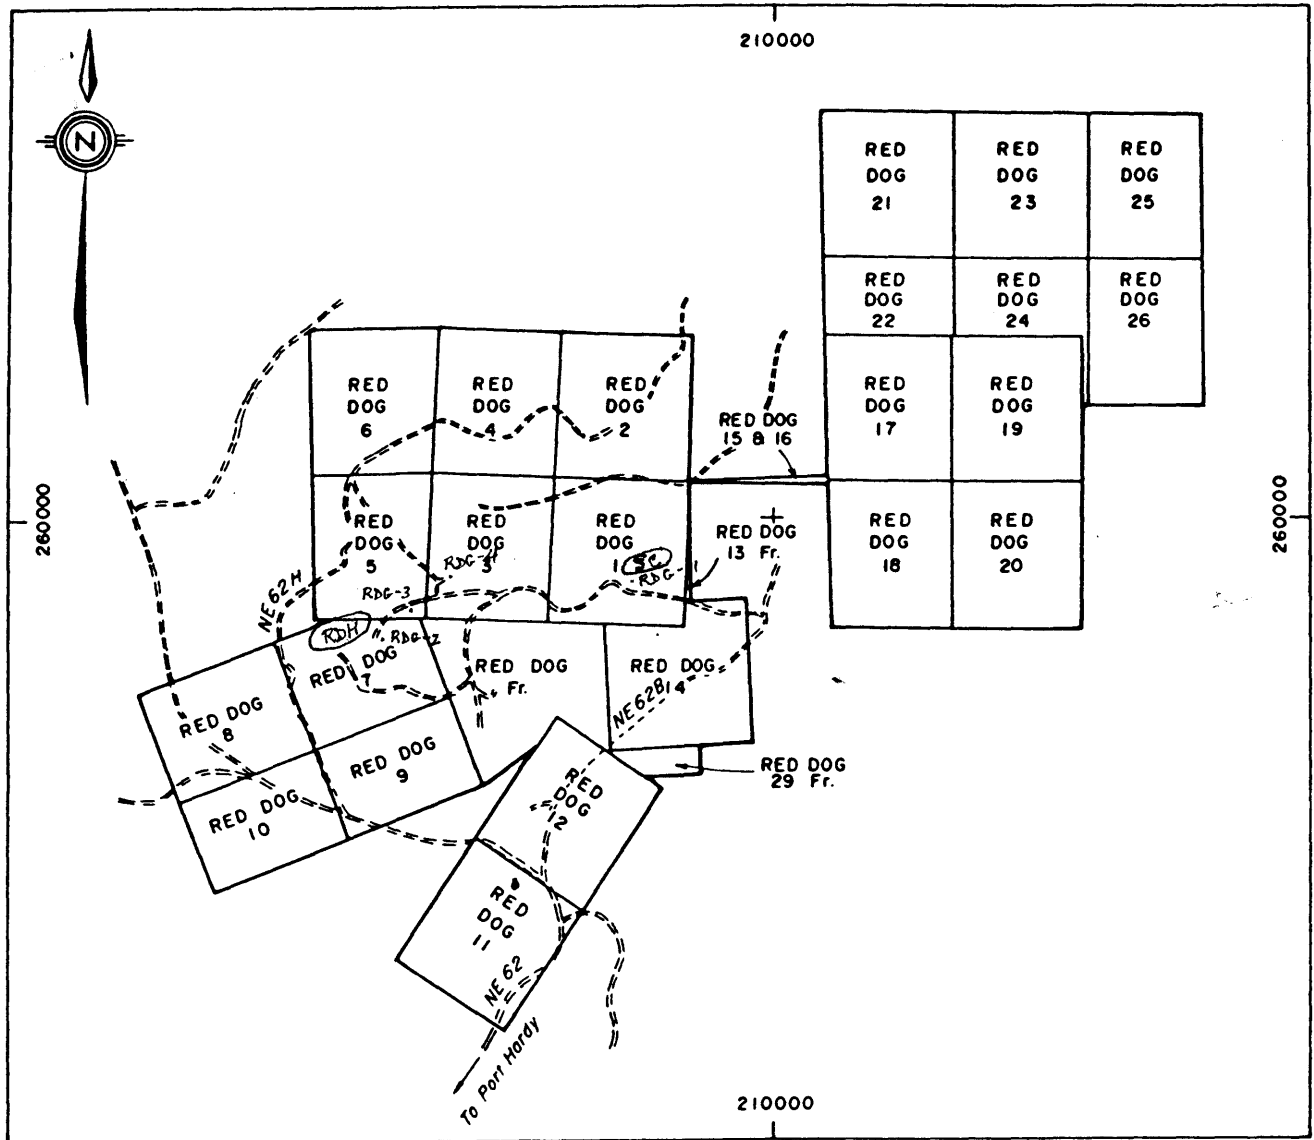 210000
N
RED
DOG
21
RED
DOG
23
RED
DOG
25
RED
DOG
22
RED
DOG
24
RED
DOG
26
RED
DOG
6
RED
DOG
4
RED
DOG
2
RED DOG
15 & 16
RED
DOG
17
RED
DOG
19
260000
260000
RED
DOG
5
RED
DOG
3
RED
DOG
1
RED DOG
13 Fr.
RED
DOG
18
RED
DOG
20
RDG-4
SC
RDG-1
RDG-3
NE 62H
RDH
RDG-2
RED DOG
7
RED DOG
Fr.
RED DOG
14
NE 62B
RED DOG
8
RED DOG
9
RED DOG
10
RED DOG
29 Fr.
RED
DOG
12
RED
DOG
11
NE 62
To Port Hardy
210000